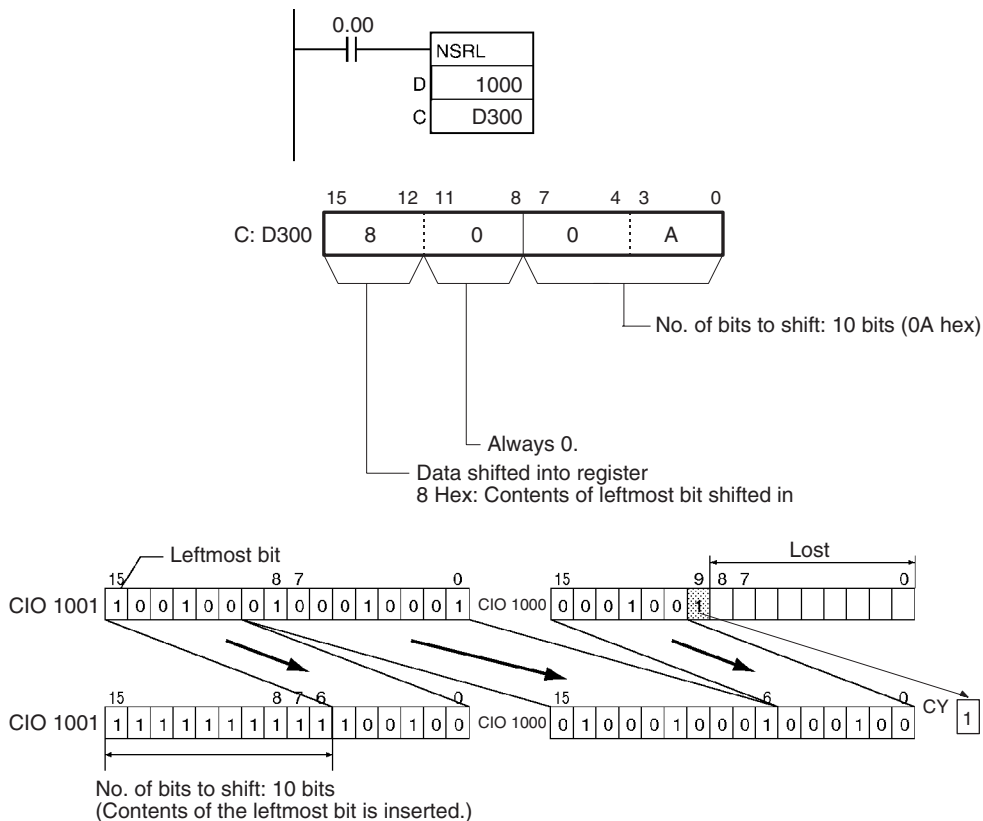 0.00
NSRL
D 1000
C D300
15 12 11 8 7 4 3 0
C: D300 8 0 0 A
No. of bits to shift: 10 bits (0A hex)
Always 0.
Data shifted into register
8 Hex: Contents of leftmost bit shifted in
Leftmost bit
Lost
15 8 7 0 15 9 8 7 0
CIO 1001 1 0 0 1 0 0 0 1 0 0 0 1 0 0 0 1 CIO 1000 0 0 0 1 0 0 1
15 8 7 6 0 15 6 0
CIO 1001 1 1 1 1 1 1 1 1 1 1 1 0 0 1 0 0 CIO 1000 0 1 0 0 0 1 0 0 0 1 0 0 0 1 0 0 CY 1
No. of bits to shift: 10 bits
(Contents of the leftmost bit is inserted.)